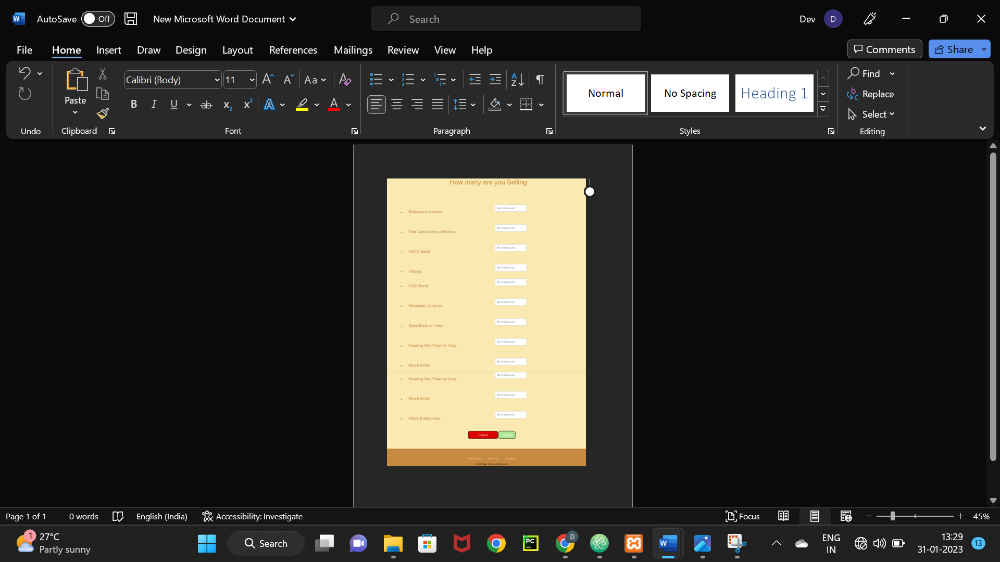 AutoSave Off New Microsoft Word Document Search Dev D
File Home Insert Draw Design Layout References Mailings Review View Help Comments Share
Paste Calibri (Body) 11 Aa Normal No Spacing Heading 1 Find
Replace
Select
Undo Clipboard Font Paragraph Styles Editing
How many are you Selling:
Reliance Industries: No of Stocks sold
Tata Consultancy Services: No of Stocks sold
HDFC Bank: No of Stocks sold
Infosys: No of Stocks sold
ICICI Bank: No of Stocks sold
Hindustan Unilever: No of Stocks sold
State Bank of India: No of Stocks sold
Housing Dev Finance Corp: No of Stocks sold
Bharti Airtel: No of Stocks sold
Housing Dev Finance Corp: No of Stocks sold
Bharti Airtel: No of Stocks sold
Adani Enterprises: No of Stocks sold
Cancel
Page 1 of 1 0 words English (India) Accessibility: Investigate Focus 45%
1 27°C
Partly sunny
Search
ENG
IN
13:29
31-01-2023
13